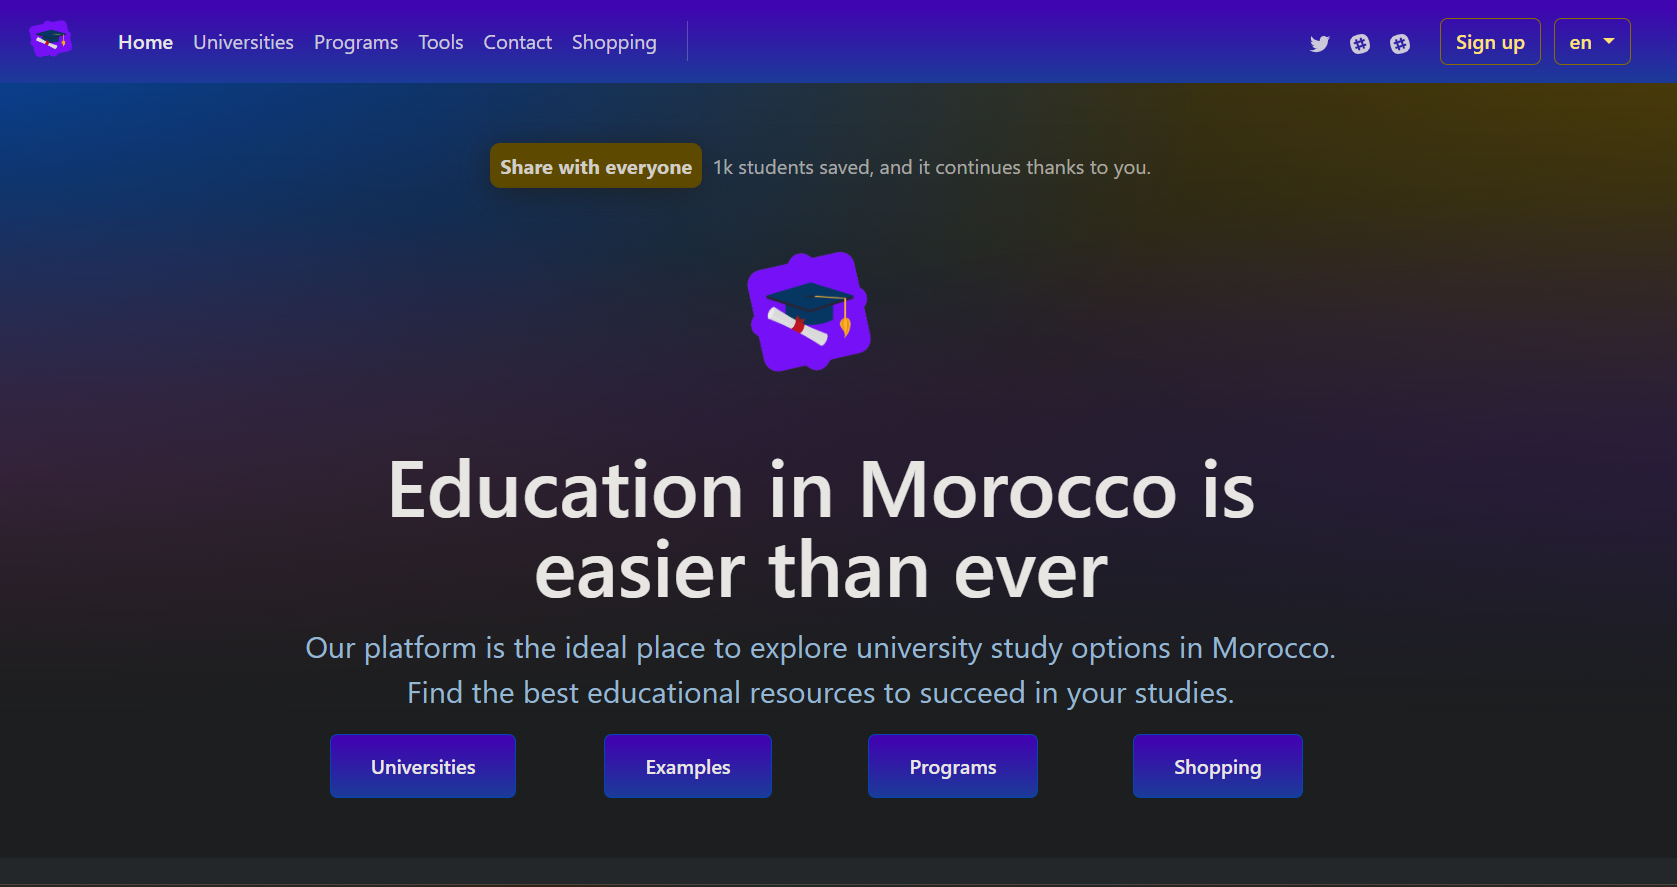 Home Universities Programs Tools Contact Shopping Sign up en
Share with everyone 1k students saved, and it continues thanks to you.
Education in Morocco is
easier than ever
Our platform is the ideal place to explore university study options in Morocco.
Find the best educational resources to succeed in your studies.
Universities Examples Programs Shopping